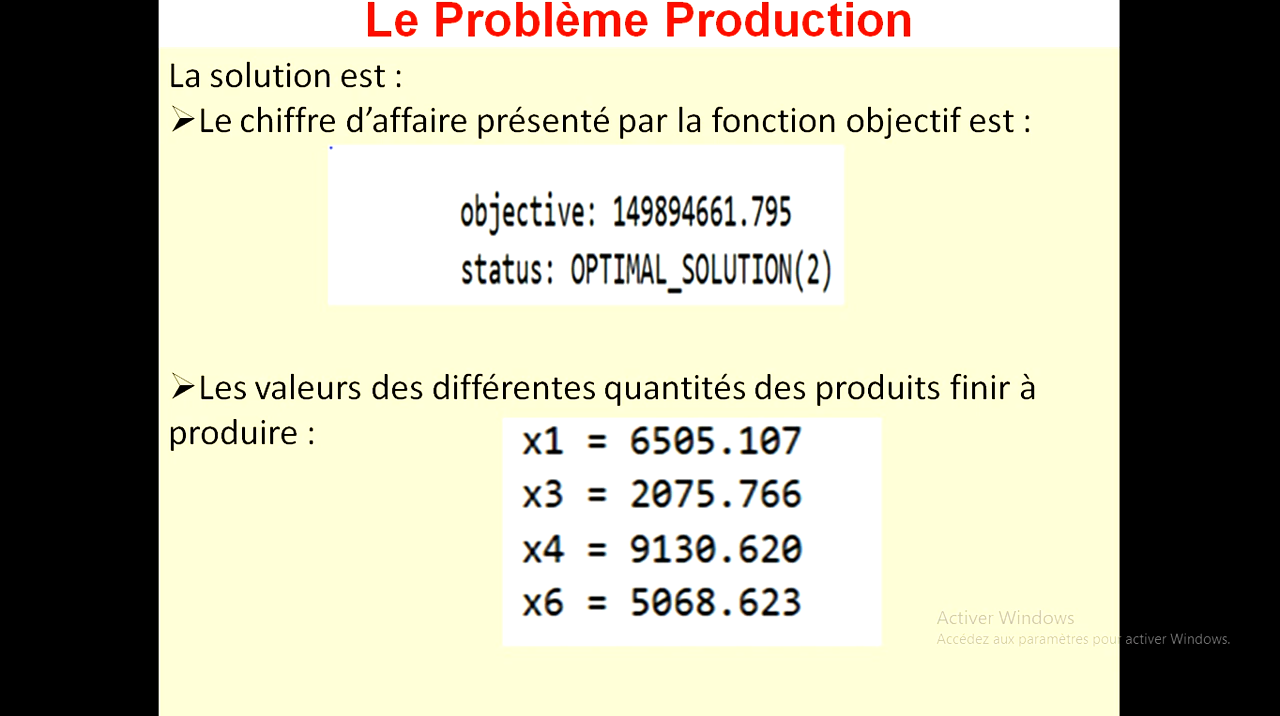 Le Problème Production
La solution est :
➢Le chiffre d’affaire présenté par la fonction objectif est :
objective: 149894661.795
status: OPTIMAL_SOLUTION(2)
➢Les valeurs des différentes quantités des produits finir à
produire :
x1 = 6505.107
x3 = 2075.766
x4 = 9130.620
x6 = 5068.623
Activer Windows
Accédez aux paramètres pour activer Windows.